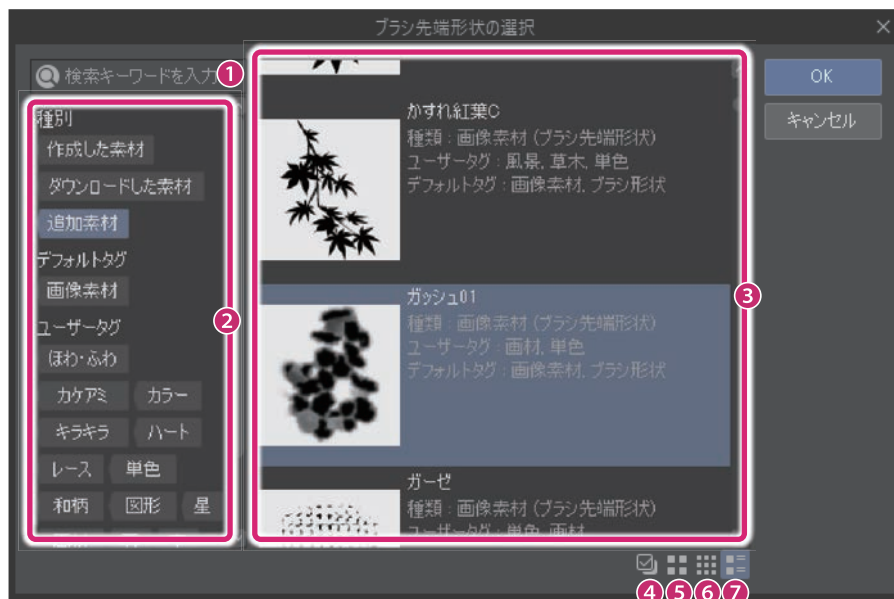 ブラシ先端形状の選択
検索キーワードを入力
1
種別
作成した素材
ダウンロードした素材
追加素材
デフォルトタグ
画像素材
ユーザータグ
ほわ・ふわ
カケアミ カラー
キラキラ ハート
レース 単色
和柄 図形 星
2
かすれ紅葉C
種類:画像素材 (ブラシ先端形状)
ユーザータグ:風景, 草木, 単色
デフォルトタグ:画像素材, ブラシ形状
ガッシュ01
種類:画像素材 (ブラシ先端形状)
ユーザータグ:画材, 単色
デフォルトタグ:画像素材, ブラシ形状
ガーゼ
種類:画像素材 (ブラシ先端形状)
ユーザータグ:単色, 画材
3
OK
キャンセル
4 5 6 7